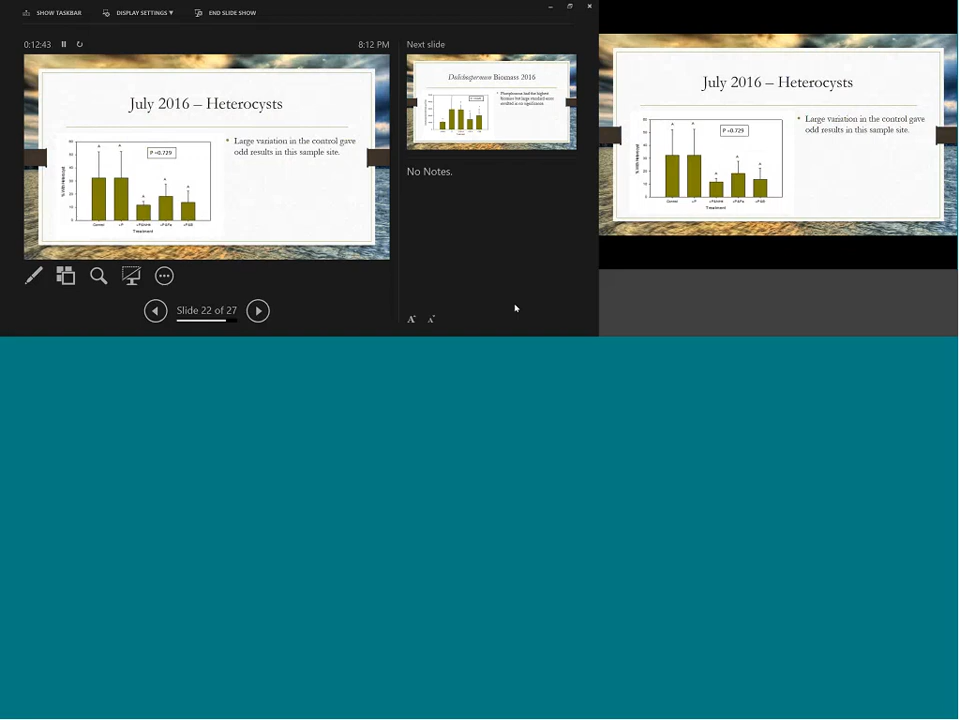 SHOW TASKBAR
DISPLAY SETTINGS ▼
END SLIDE SHOW
0:12:43
8:12 PM
Next slide
July 2016 – Heterocysts
• Large variation in the control gave
odd results in this sample site.
P =0.729
Control
+P
Treatment
Slide 22 of 27
Biomass 2016
No Notes.
A
A
July 2016 – Heterocysts
• Large variation in the control gave
odd results in this sample site.
P =0.729
Control
+P
Treatment